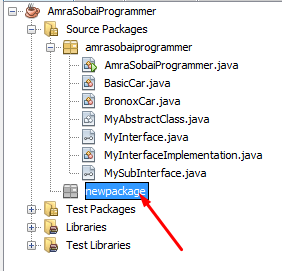 AmraSobaiProgrammer
Source Packages
amrasobaiprogrammer
AmraSobaiProgrammer.java
BasicCar.java
BronoxCar.java
MyAbstractClass.java
MyInterface.java
MyInterfaceImplementation.java
MySubInterface.java
newpackage
Test Packages
Libraries
Test Libraries